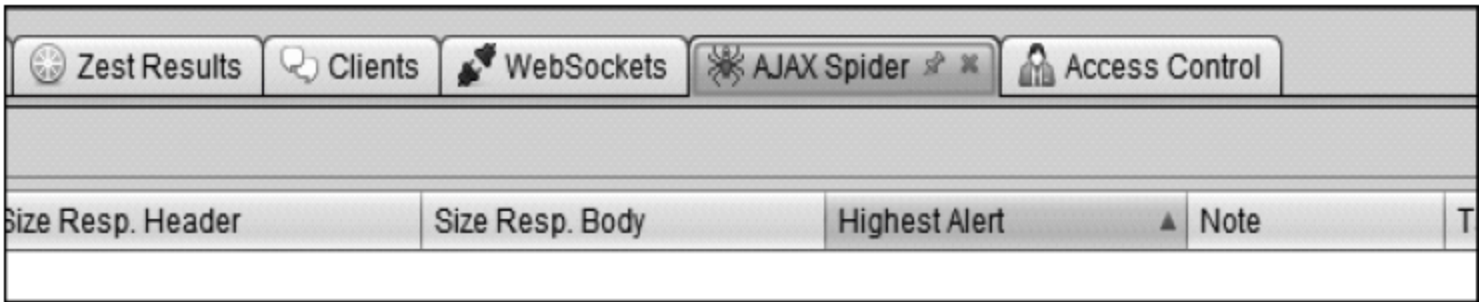 Zest Results Clients WebSockets AJAX Spider Access Control
Size Resp. Header Size Resp. Body Highest Alert Note T